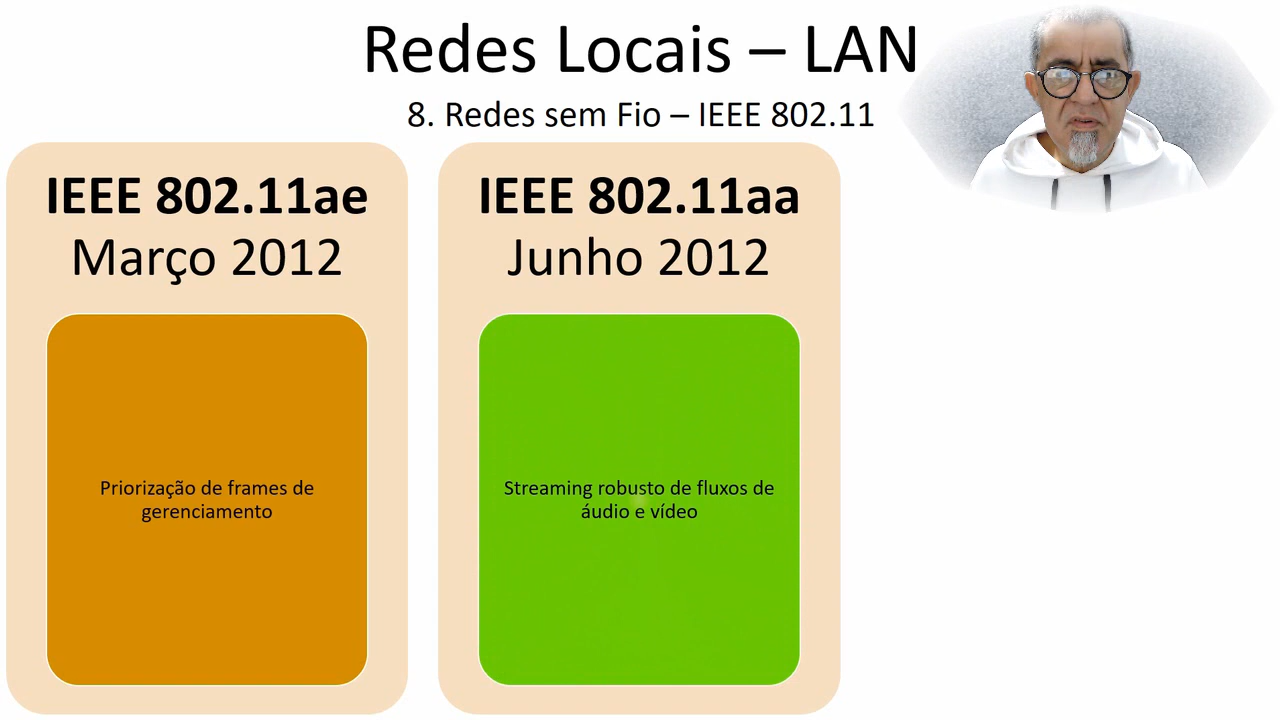 Redes Locais – LAN
8. Redes sem Fio – IEEE 802.11
IEEE 802.11ae
Março 2012
Priorização de frames de
gerenciamento
IEEE 802.11aa
Junho 2012
Streaming robusto de fluxos de
áudio e vídeo